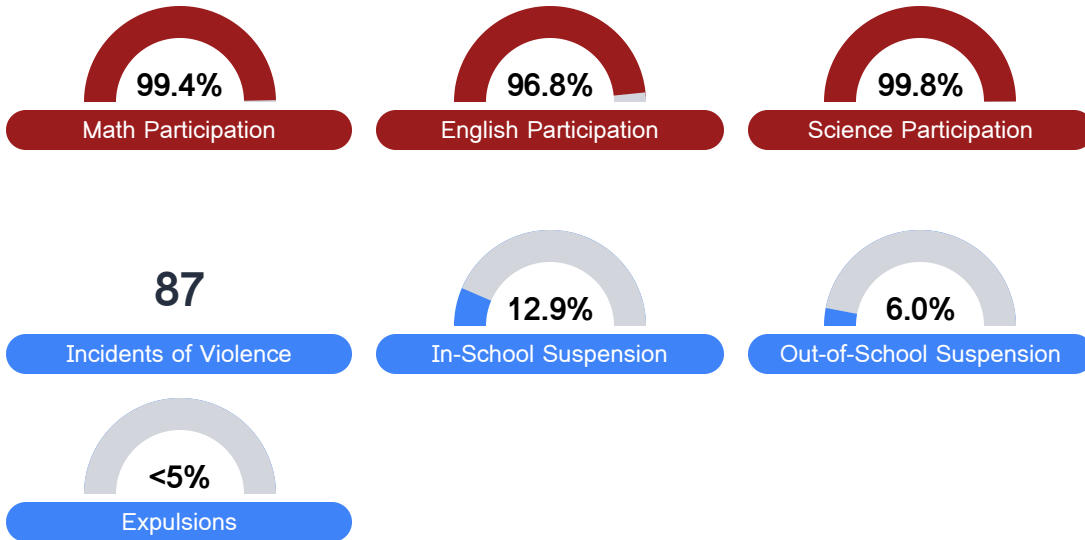 99.4%
Math Participation
96.8%
English Participation
99.8%
Science Participation
87
Incidents of Violence
12.9%
In-School Suspension
6.0%
Out-of-School Suspension
<5%
Expulsions